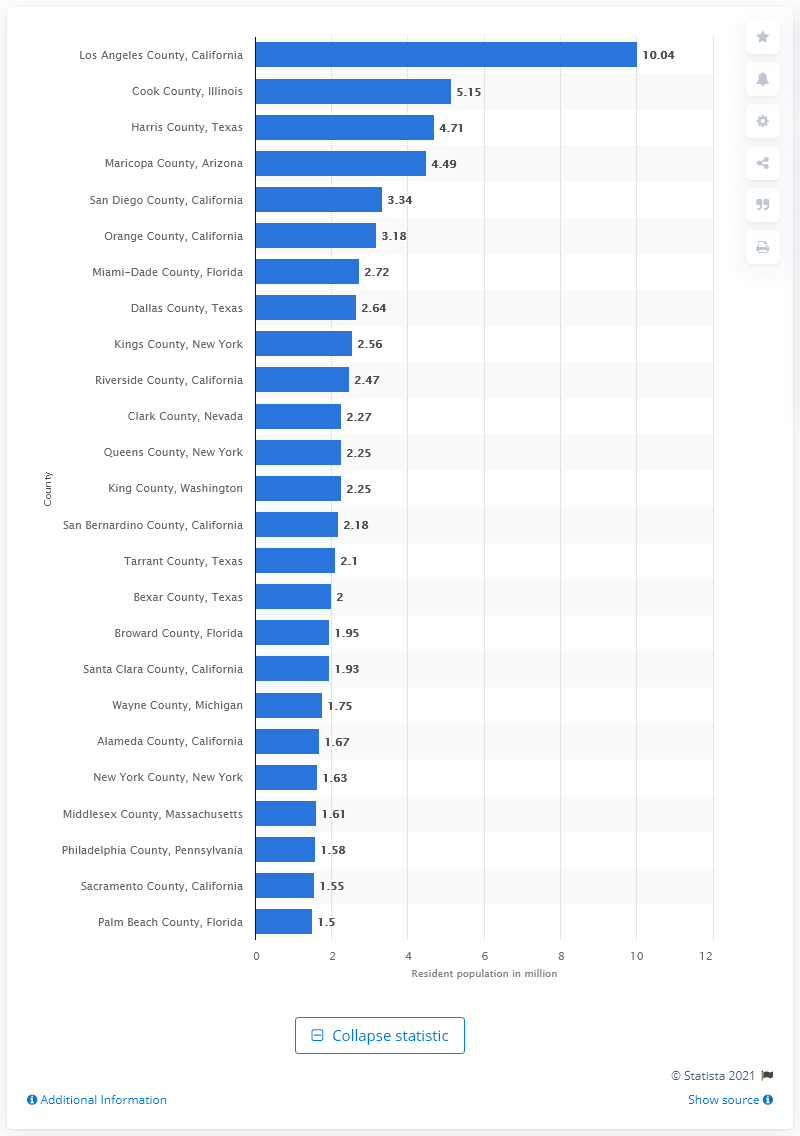 Los Angeles County, California 10.04
Cook County, Illinois 5.15
Harris County, Texas 4.71
Maricopa County, Arizona 4.49
San Diego County, California 3.34
Orange County, California 3.18
Miami-Dade County, Florida 2.72
Dallas County, Texas 2.64
Kings County, New York 2.56
Riverside County, California 2.47
Clark County, Nevada 2.27
Queens County, New York 2.25
King County, Washington 2.25
San Bernardino County, California 2.18
Tarrant County, Texas 2.1
Bexar County, Texas 2
Broward County, Florida 1.95
Santa Clara County, California 1.93
Wayne County, Michigan 1.75
Alameda County, California 1.67
New York County, New York 1.63
Middlesex County, Massachusetts 1.61
Philadelphia County, Pennsylvania 1.58
Sacramento County, California 1.55
Palm Beach County, Florida 1.5
County
0 2 4 6 8 10 12
Resident population in million
Collapse statistic
© Statista 2021
Additional Information
Show source